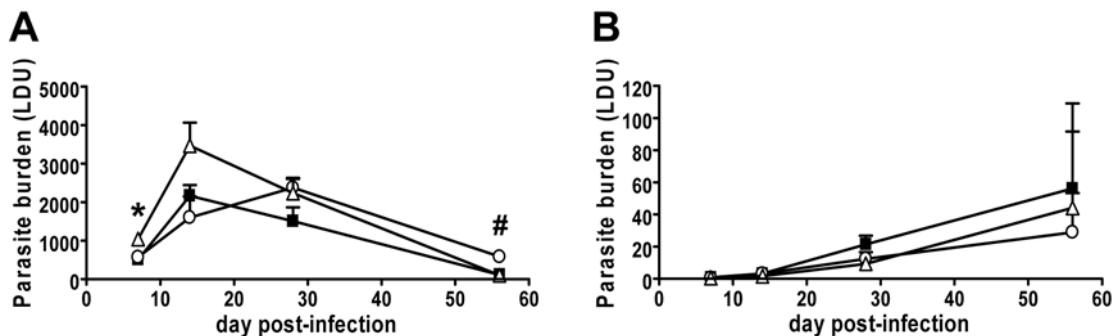 A
Parasite burden (LDU)
5000
4000
3000
2000
1000
0
*
#
0 10 20 30 40 50 60
day post-infection
B
Parasite burden (LDU)
120
100
80
60
40
20
0
0 10 20 30 40 50 60
day post-infection